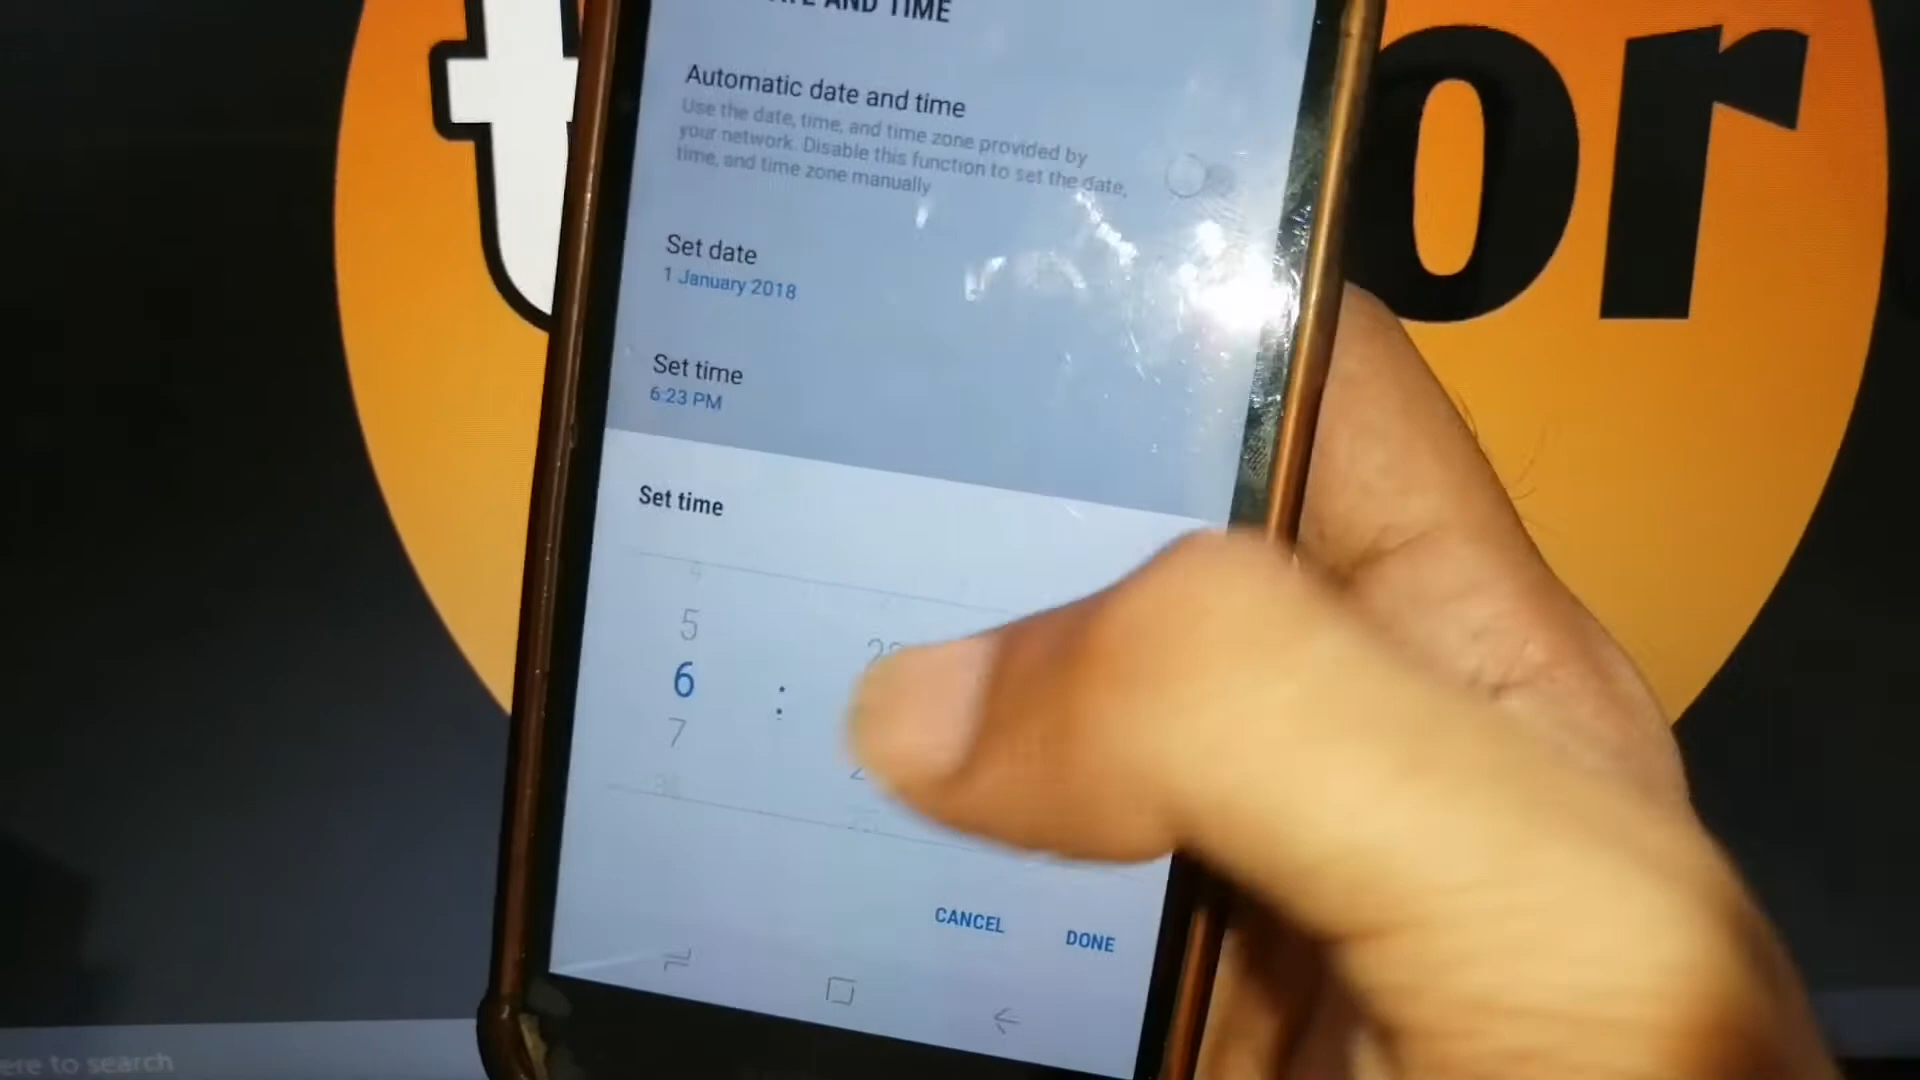 AND TIME
Automatic date and time
Use the date, time, and time zone provided by
your network. Disable this function to set the date,
time, and time zone manually
Set date
1 January 2018
Set time
6:23 PM
Set time
4
5
6
:
7
CANCEL
DONE
or
to search